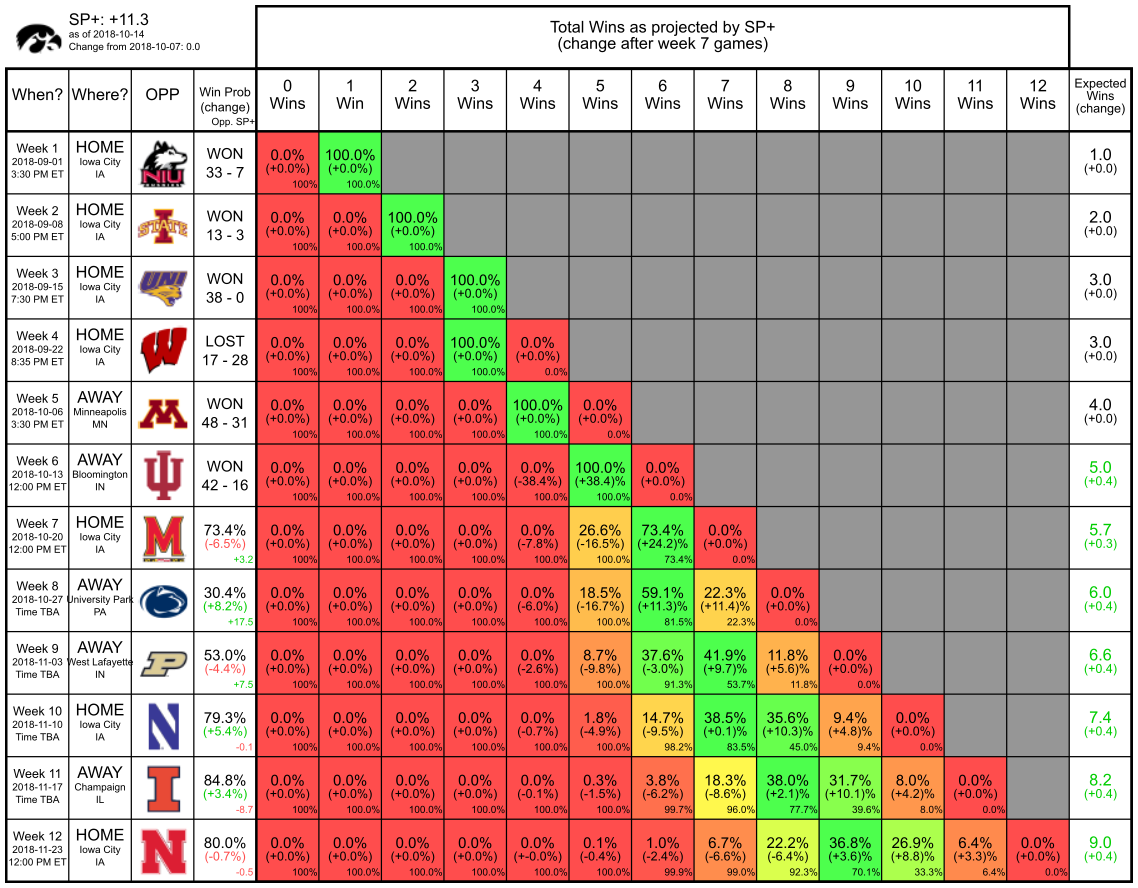 SP+: +11.3
as of 2018-10-14
Change from 2018-10-07: 0.0
Total Wins as projected by SP+
(change after week 7 games)
When? Where? OPP Win Prob (change) Opp. SP+ 0 Wins 1 Win 2 Wins 3 Wins 4 Wins 5 Wins 6 Wins 7 Wins 8 Wins 9 Wins 10 Wins 11 Wins 12 Wins Expected Wins (change)
Week 1 HOME WON 0.0% 100.0% 1.0
2018-09-01 Iowa City NIU 33 - 7 (+0.0%) (+0.0%) (+0.0)
3:30 PM ET IA HUSKIES 100% 100.0%
Week 2 HOME WON 0.0% 0.0% 100.0% 2.0
2018-09-08 Iowa City STATE 13 - 3 (+0.0%) (+0.0%) (+0.0%) (+0.0)
5:00 PM ET IA 100% 100.0% 100.0%
Week 3 HOME WON 0.0% 0.0% 0.0% 100.0% 3.0
2018-09-15 Iowa City UNI 38 - 0 (+0.0%) (+0.0%) (+0.0%) (+0.0%) (+0.0)
7:30 PM ET IA 100% 100.0% 100.0% 100.0%
Week 4 HOME W LOST 0.0% 0.0% 0.0% 100.0% 0.0% 3.0
2018-09-22 Iowa City 17 - 28 (+0.0%) (+0.0%) (+0.0%) (+0.0%) (+0.0%) (+0.0)
8:35 PM ET IA 100% 100.0% 100.0% 100.0% 0.0%
Week 5 AWAY M WON 0.0% 0.0% 0.0% 0.0% 100.0% 0.0% 4.0
2018-10-06 Minneapolis 48 - 31 (+0.0%) (+0.0%) (+0.0%) (+0.0%) (+0.0%) (+0.0%) (+0.0)
3:30 PM ET MN 100% 100.0% 100.0% 100.0% 100.0% 0.0%
Week 6 AWAY IU WON 0.0% 0.0% 0.0% 0.0% 0.0% 100.0% 0.0% 5.0
2018-10-13 Bloomington 42 - 16 (+0.0%) (+0.0%) (+0.0%) (+0.0%) (-38.4%) (+38.4)% (+0.0%) (+0.4)
12:00 PM ET IN 100% 100.0% 100.0% 100.0% 100.0% 100.0% 0.0%
Week 7 HOME M 73.4% 0.0% 0.0% 0.0% 0.0% 0.0% 26.6% 73.4% 0.0% 5.7
2018-10-20 Iowa City (-6.5%) (+0.0%) (+0.0%) (+0.0%) (+0.0%) (-7.8%) (-16.5%) (+24.2)% (+0.0%) (+0.3)
12:00 PM ET IA +3.2 100% 100.0% 100.0% 100.0% 100.0% 100.0% 73.4% 0.0%
Week 8 AWAY 30.4% 0.0% 0.0% 0.0% 0.0% 0.0% 18.5% 59.1% 22.3% 0.0% 6.0
2018-10-27 University Park (+8.2%) (+0.0%) (+0.0%) (+0.0%) (+0.0%) (-6.0%) (-16.7%) (+11.3)% (+11.4)% (+0.0%) (+0.4)
Time TBA PA +17.5 100% 100.0% 100.0% 100.0% 100.0% 100.0% 81.5% 22.3% 0.0%
Week 9 AWAY P 53.0% 0.0% 0.0% 0.0% 0.0% 0.0% 8.7% 37.6% 41.9% 11.8% 0.0% 6.6
2018-11-03 West Lafayette (-4.4%) (+0.0%) (+0.0%) (+0.0%) (+0.0%) (-2.6%) (-9.8%) (-3.0%) (+9.7)% (+5.6)% (+0.0%) (+0.4)
Time TBA IN +7.5 100% 100.0% 100.0% 100.0% 100.0% 100.0% 91.3% 53.7% 11.8% 0.0%
Week 10 HOME N 79.3% 0.0% 0.0% 0.0% 0.0% 0.0% 1.8% 14.7% 38.5% 35.6% 9.4% 0.0% 7.4
2018-11-10 Iowa City (+5.4%) (+0.0%) (+0.0%) (+0.0%) (+0.0%) (-0.7%) (-4.9%) (-9.5%) (+0.1)% (+10.3)% (+4.8)% (+0.0%) (+0.4)
Time TBA IA -0.1 100% 100.0% 100.0% 100.0% 100.0% 100.0% 98.2% 83.5% 45.0% 9.4% 0.0%
Week 11 AWAY I 84.8% 0.0% 0.0% 0.0% 0.0% 0.0% 0.3% 3.8% 18.3% 38.0% 31.7% 8.0% 0.0% 8.2
2018-11-17 Champaign (+3.4%) (+0.0%) (+0.0%) (+0.0%) (+0.0%) (-0.1%) (-1.5%) (-6.2%) (-8.6%) (+2.1)% (+10.1)% (+4.2)% (+0.0%) (+0.4)
Time TBA IL -8.7 100% 100.0% 100.0% 100.0% 100.0% 100.0% 99.7% 96.0% 77.7% 39.6% 8.0% 0.0%
Week 12 HOME N 80.0% 0.0% 0.0% 0.0% 0.0% 0.0% 0.1% 1.0% 6.7% 22.2% 36.8% 26.9% 6.4% 0.0% 9.0
2018-11-23 Iowa City (-0.7%) (+0.0%) (+0.0%) (+0.0%) (+0.0%) (+-0.0%) (-0.4%) (-2.4%) (-6.6%) (-6.4%) (+3.6)% (+8.8)% (+3.3)% (+0.0%) (+0.4)
12:00 PM ET IA -0.5 100% 100.0% 100.0% 100.0% 100.0% 100.0% 99.9% 99.0% 92.3% 70.1% 33.3% 6.4% 0.0%